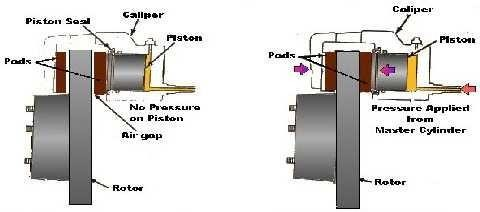 Caliper
Piston Seal
Piston
Pads
No Pressure
on Piston
Air gap
Rotor
Caliper
Piston
Pads
Pressure Applied
from
Master Cylinder
Rotor